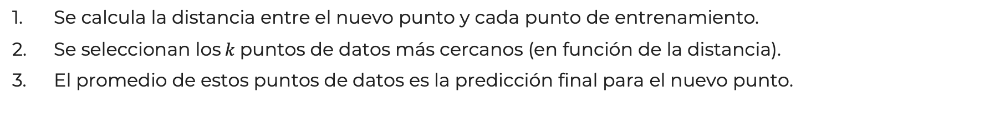 1. Se calcula la distancia entre el nuevo punto y cada punto de entrenamiento.
2. Se seleccionan los k puntos de datos más cercanos (en función de la distancia).
3. El promedio de estos puntos de datos es la predicción final para el nuevo punto.